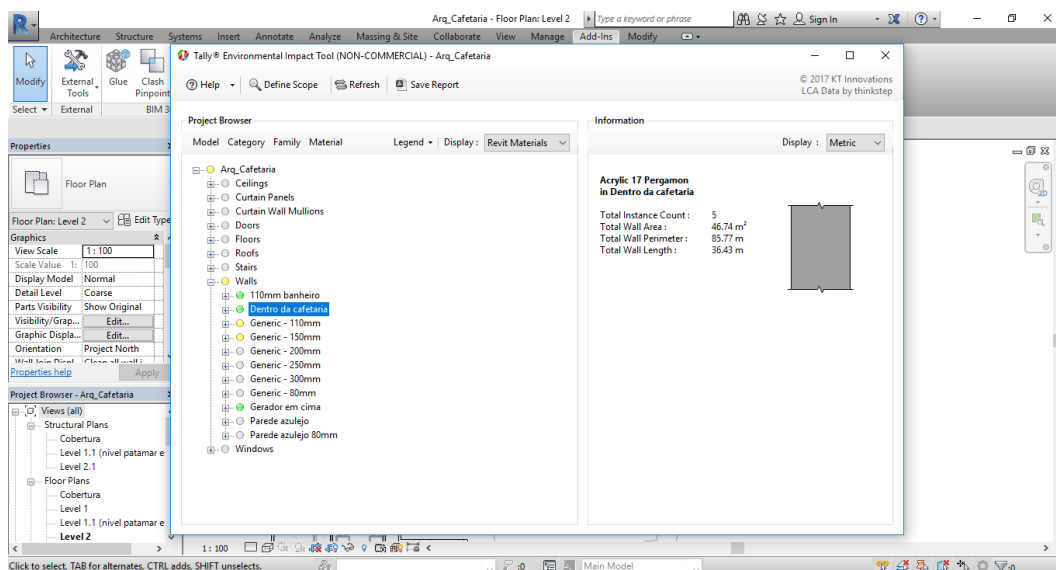 Arq_Cafetaria - Floor Plan: Level 2
Type a keyword or phrase
Sign In
Architecture Structure Systems Insert Annotate Analyze Massing & Site Collaborate View Manage Add-Ins Modify
Modify
External Tools
Glue
Clash Pinpoint
Select
External
BIM 3
Tally® Environmental Impact Tool (NON-COMMERCIAL) - Arq_Cafetaria
Help Define Scope Refresh Save Report
© 2017 KT Innovations
LCA Data by thinkstep
Project Browser
Model Category Family Material Legend Display: Revit Materials
Arq_Cafetaria
Ceilings
Curtain Panels
Curtain Wall Mullions
Doors
Floors
Roofs
Stairs
Walls
110mm banheiro
Dentro da cafetaria
Generic - 110mm
Generic - 150mm
Generic - 200mm
Generic - 250mm
Generic - 300mm
Generic - 80mm
Gerador em cima
Parede azulejo
Parede azulejo 80mm
Windows
Information
Display : Metric
Acrylic 17 Pergamon
in Dentro da cafetaria
Total Instance Count : 5
Total Wall Area : 46.74 m²
Total Wall Perimeter : 85.77 m
Total Wall Length : 36.43 m
Properties
Floor Plan
Floor Plan: Level 2 Edit Type
Graphics
View Scale 1 : 100
Scale Value 1: 100
Display Model Normal
Detail Level Coarse
Parts Visibility Show Original
Visibility/Grap... Edit...
Graphic Displa... Edit...
Orientation Project North
Properties help Apply
Project Browser - Arq_Cafetaria
Views (all)
Structural Plans
Cobertura
Level 1.1 (nivel patamar e
Level 2.1
Floor Plans
Cobertura
Level 1
Level 1.1 (nivel patamar e
Level 2
1 : 100
Click to select, TAB for alternates, CTRL adds, SHIFT unselects.
:0
Main Model
:0